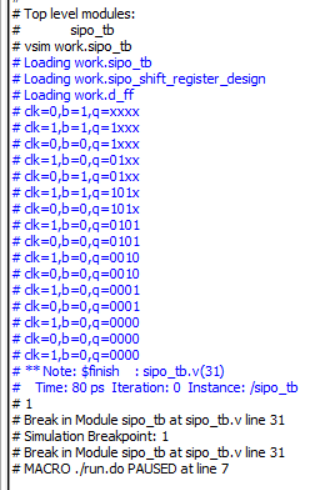 #
# Top level modules:
# sipo_tb
# vsim work.sipo_tb
# Loading work.sipo_tb
# Loading work.sipo_shift_register_design
# Loading work.d_ff
# clk=0,b=1,q=xxxx
# clk=1,b=1,q=1xxx
# clk=0,b=0,q=1xxx
# clk=1,b=0,q=01xx
# clk=0,b=1,q=01xx
# clk=1,b=1,q=101x
# clk=0,b=0,q=101x
# clk=1,b=0,q=0101
# clk=0,b=0,q=0101
# clk=1,b=0,q=0010
# clk=0,b=0,q=0010
# clk=1,b=0,q=0001
# clk=0,b=0,q=0001
# clk=1,b=0,q=0000
# clk=0,b=0,q=0000
# clk=1,b=0,q=0000
# ** Note: $finish : sipo_tb.v(31)
# Time: 80 ps Iteration: 0 Instance: /sipo_tb
# 1
# Break in Module sipo_tb at sipo_tb.v line 31
# Simulation Breakpoint: 1
# Break in Module sipo_tb at sipo_tb.v line 31
# MACRO ./run.do PAUSED at line 7